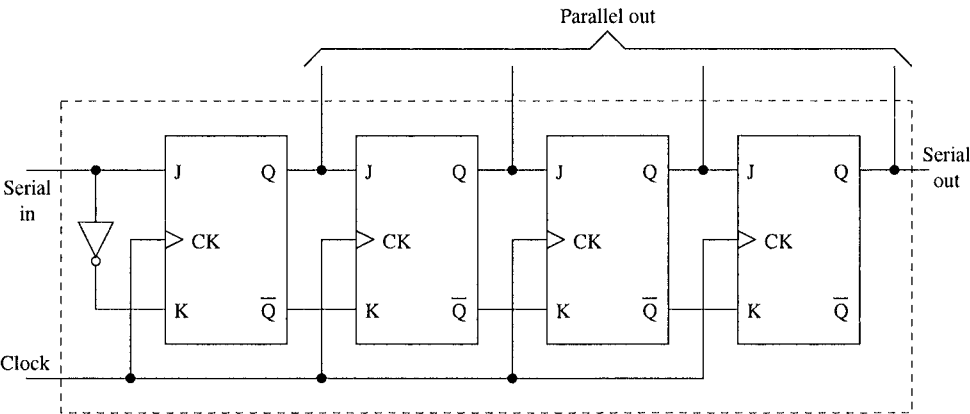 Parallel out
J Q J Q J Q J Q
Serial in
Serial out
CK CK CK CK
K Q̅ K Q̅ K Q̅ K Q̅
Clock